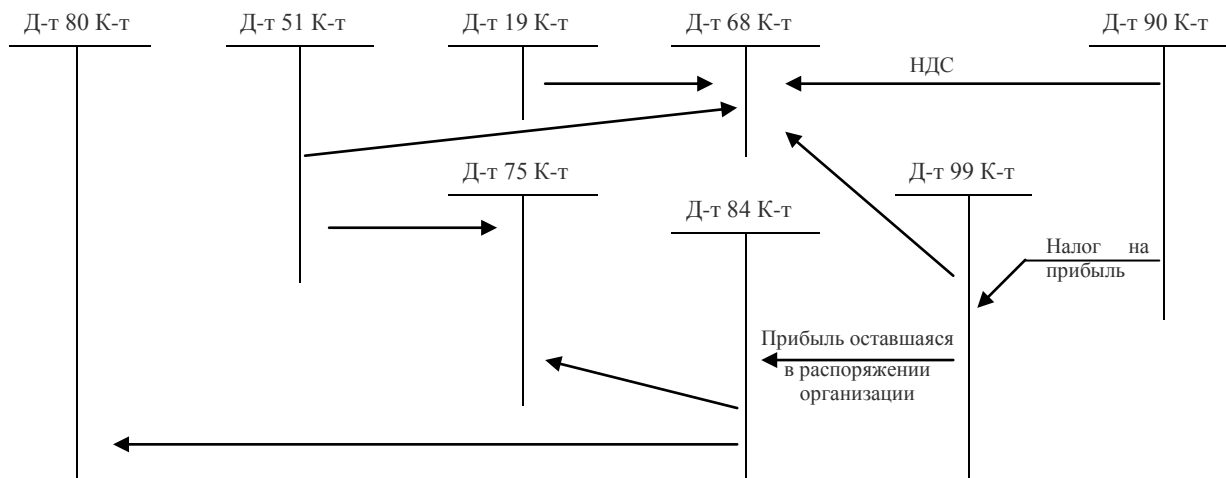 Д-т 80 К-т
Д-т 51 К-т
Д-т 19 К-т
Д-т 68 К-т
Д-т 90 К-т
НДС
Д-т 75 К-т
Д-т 99 К-т
Д-т 84 К-т
Налог на
прибыль
Прибыль оставшаяся
в распоряжении
организации